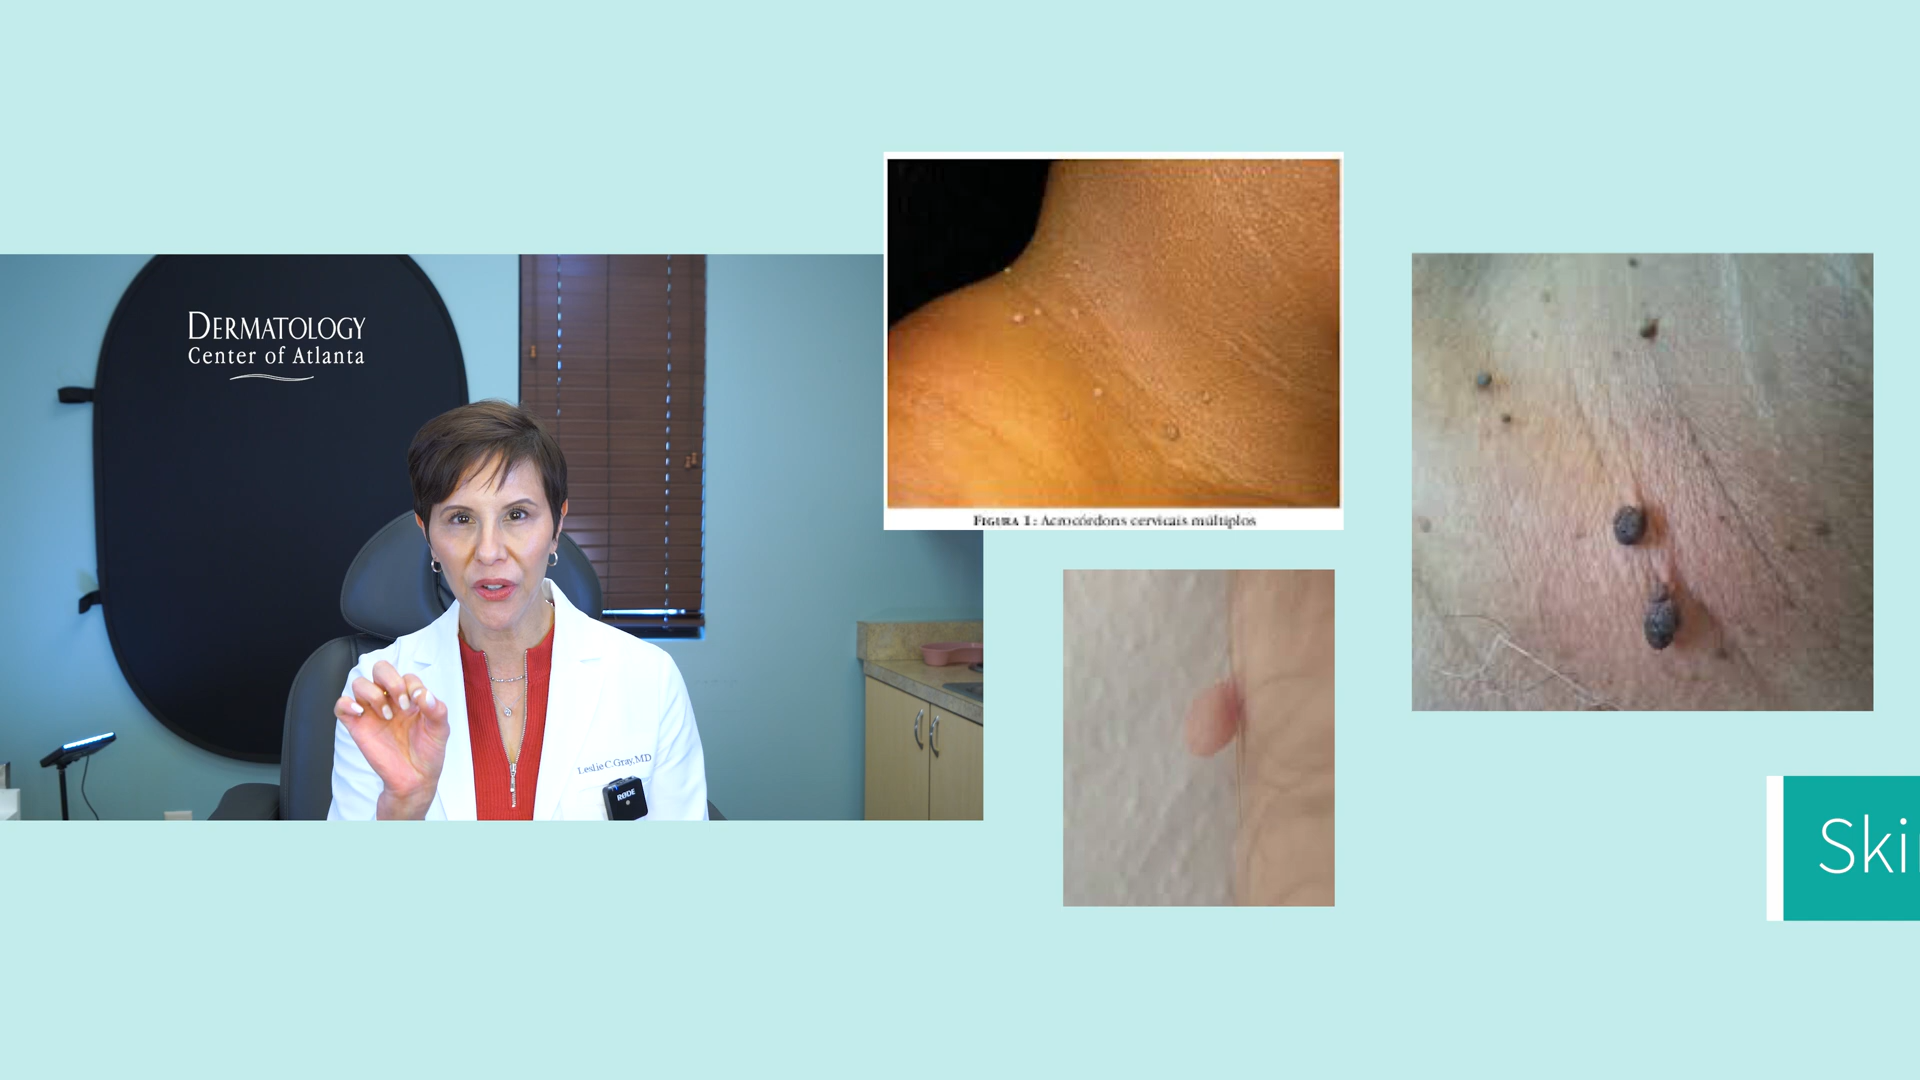 DERMATOLOGY
Center of Atlanta
Leslie C. Gray, MD
RØDE
FIGURA 1: Acrocórdons cervicais múltiplos
Ski